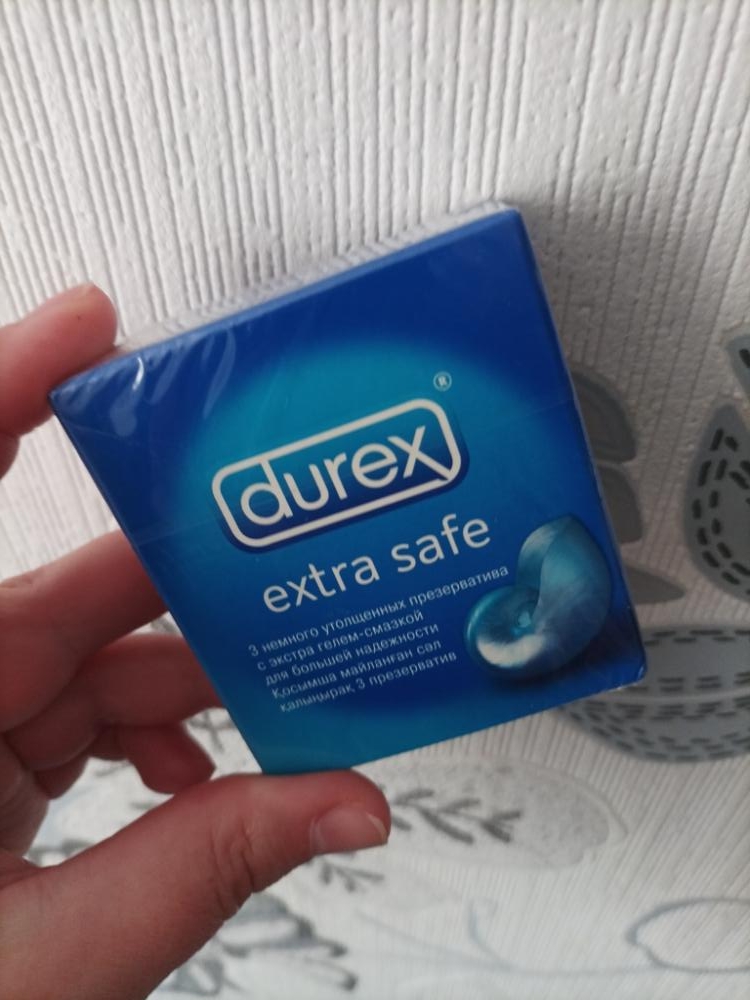 durex®
extra safe
3 немного утолщенных презерватива
с экстра гелем-смазкой
для большей надежности
Қосымша майланған сәл
қалыңырақ 3 презерватив